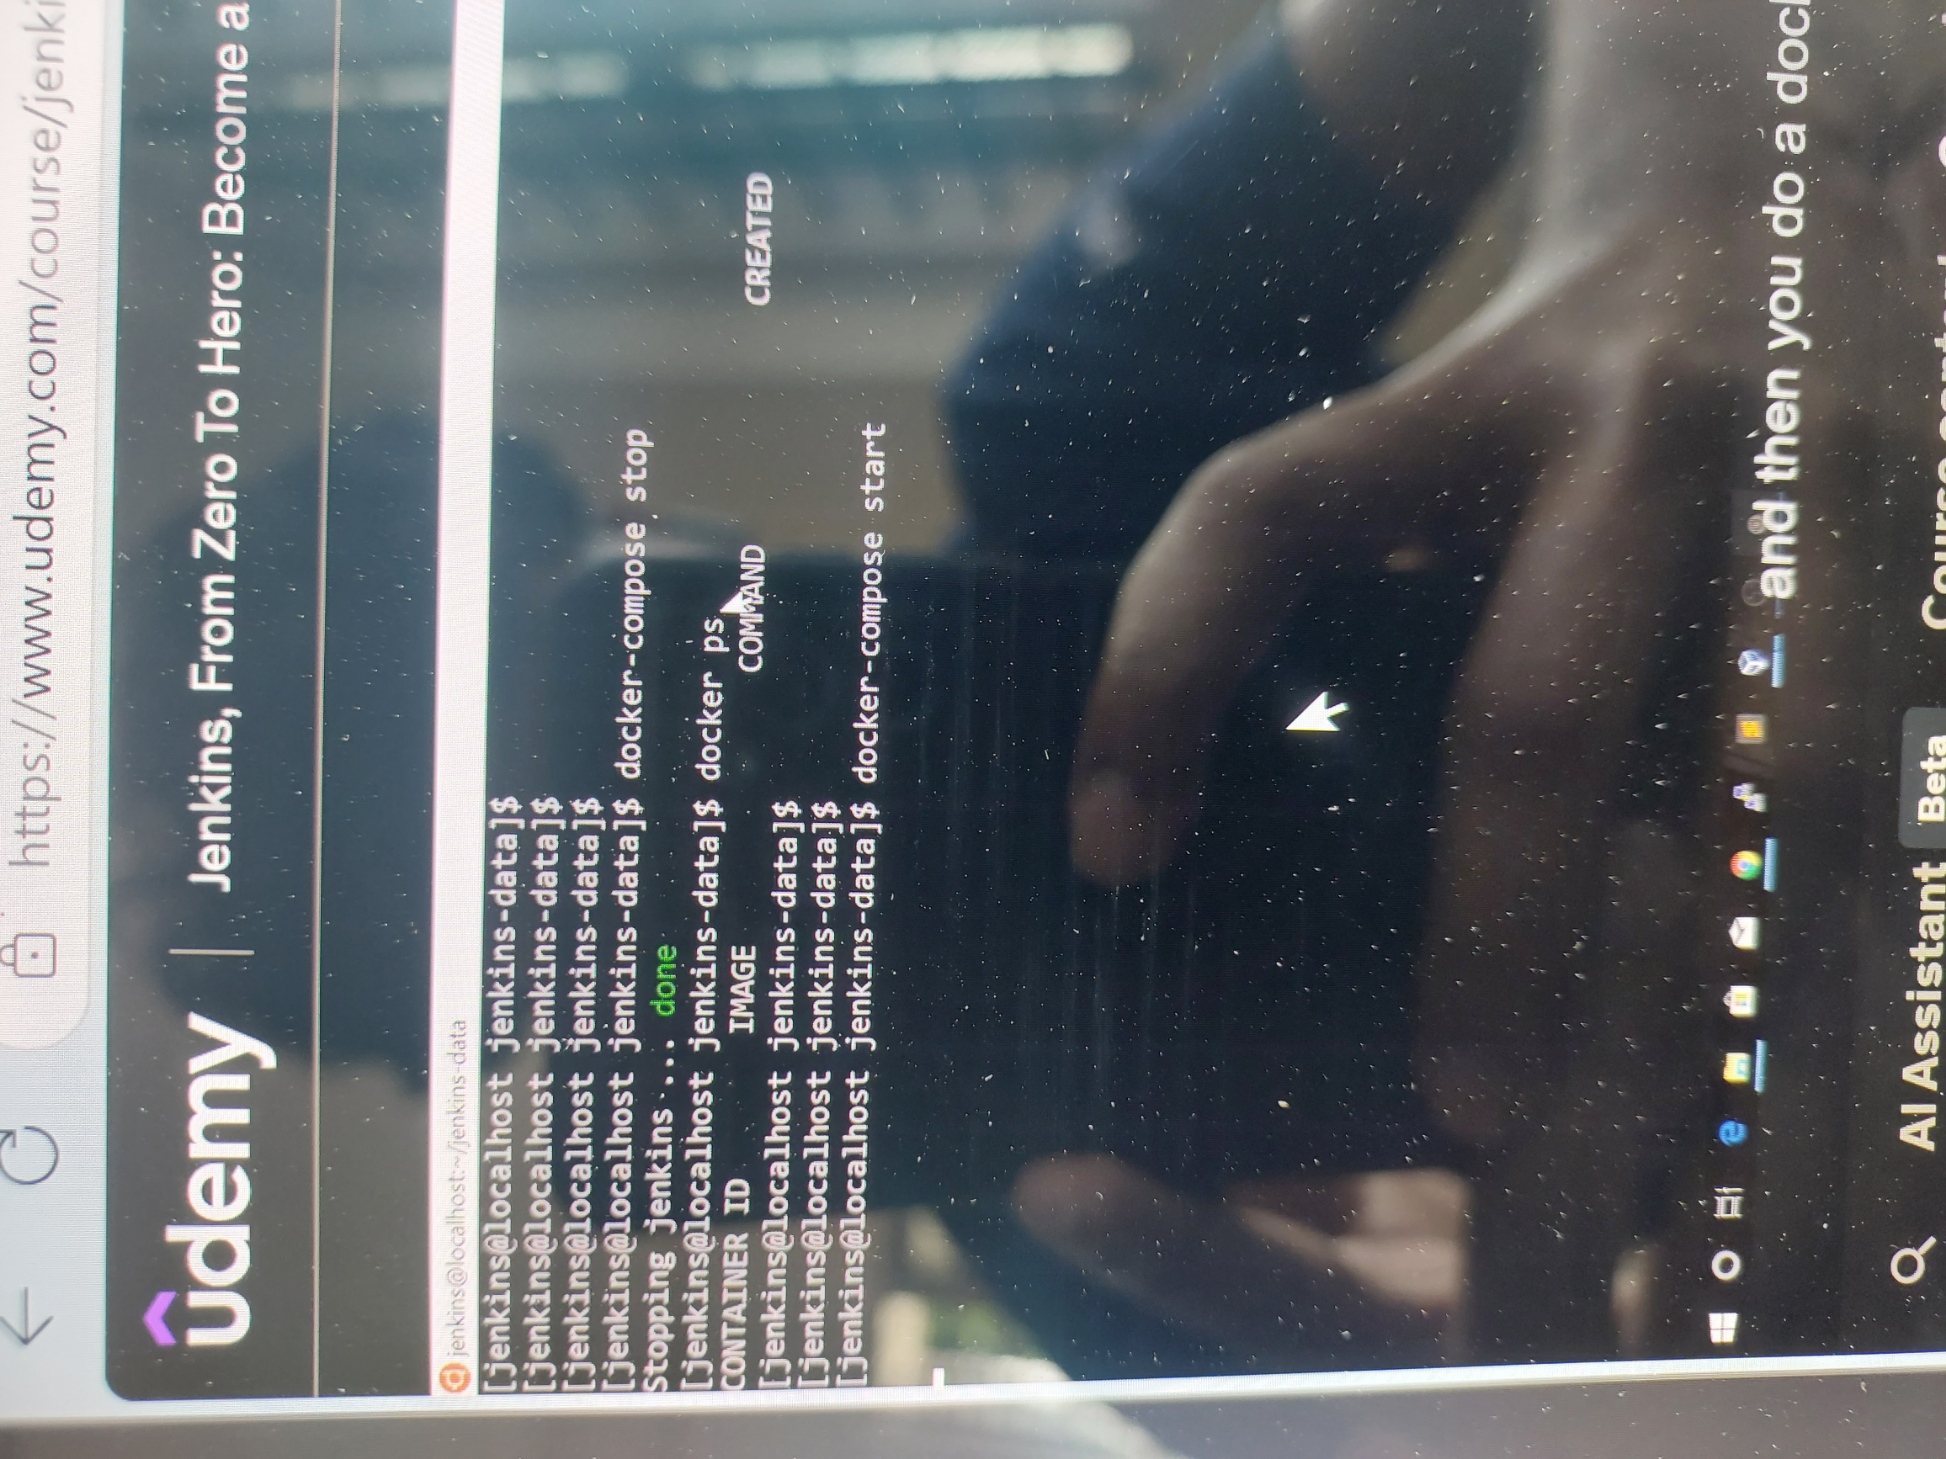 https://www.udemy.com/course/jenki
udemy
Jenkins, From Zero To Hero: Become a
jenkins@localhost:~/jenkins-data
[jenkins@localhost jenkins-data]$
[jenkins@localhost jenkins-data]$
[jenkins@localhost jenkins-data]$
[jenkins@localhost jenkins-data]$ docker-compose stop
Stopping jenkins ... done
[jenkins@localhost jenkins-data]$ docker ps
CONTAINER ID IMAGE COMMAND CREATED
[jenkins@localhost jenkins-data]$
[jenkins@localhost jenkins-data]$
[jenkins@localhost jenkins-data]$ docker-compose start
and then you do a doc
AI Assistant Beta Course